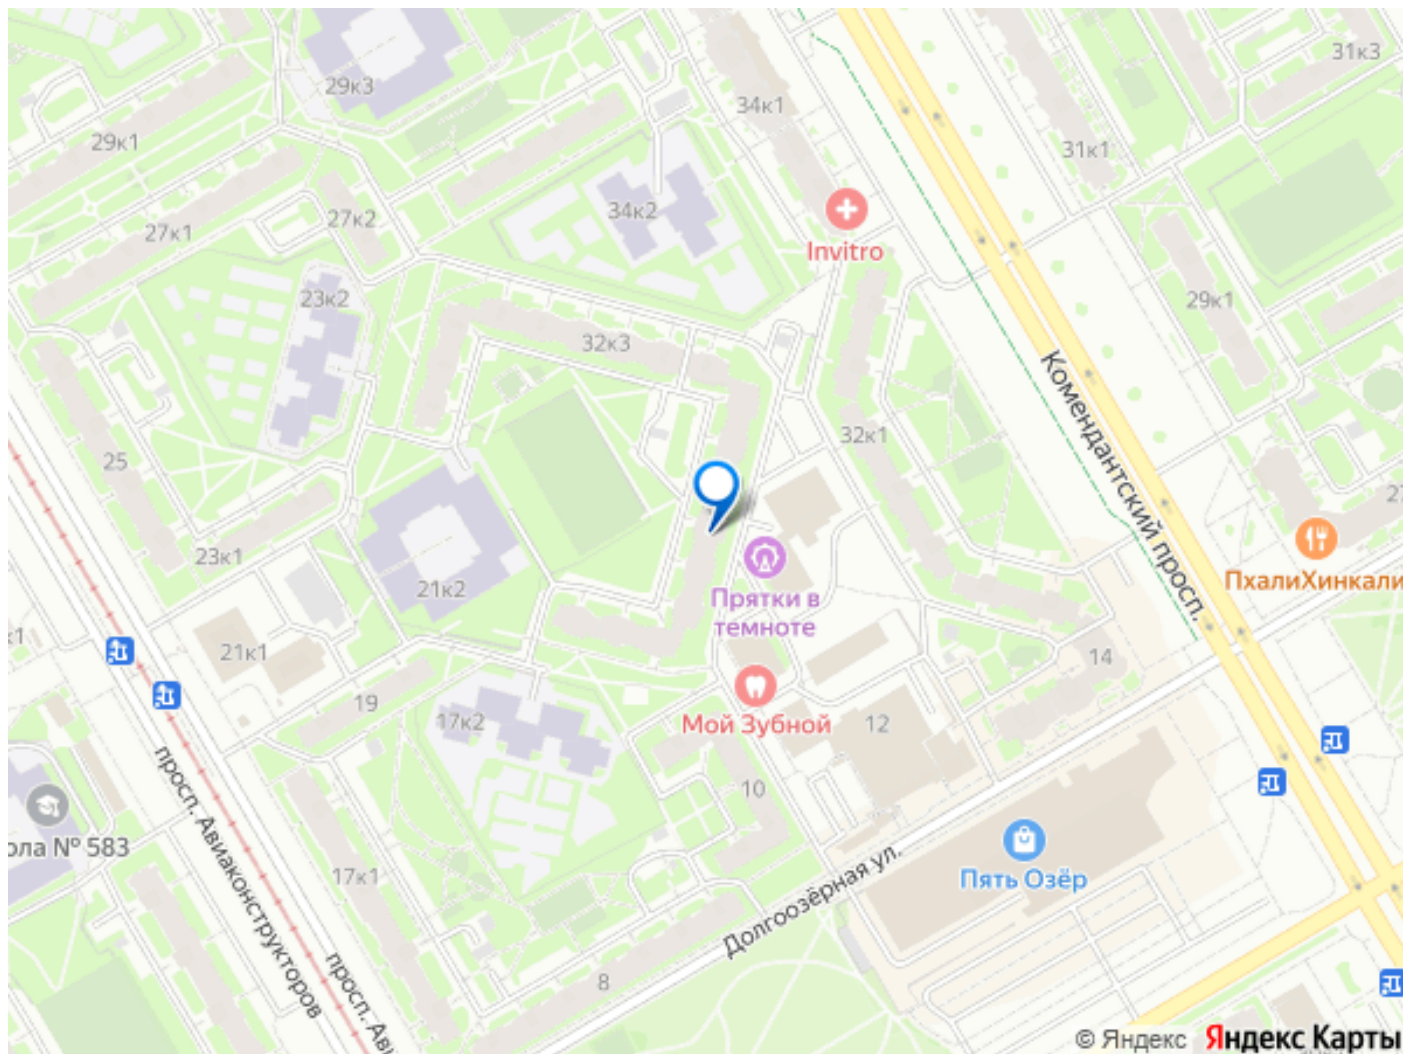 31к3
29к3
34к1
29к1
31к1
34к2
27к2
27к1
Invitro
23к2
29к1
32к3
Комендантский просп.
32к1
25
27
23к1
ПхалиХинкали
21к2
Прятки в
темноте
к1
21к1
14
19
17к2
Мой Зубной
12
просп. Авиаконструкторов
10
ола № 583
17к1
Пять Озёр
Долгоозёрная ул.
просп. Ави
8
© Яндекс Яндекс Карты